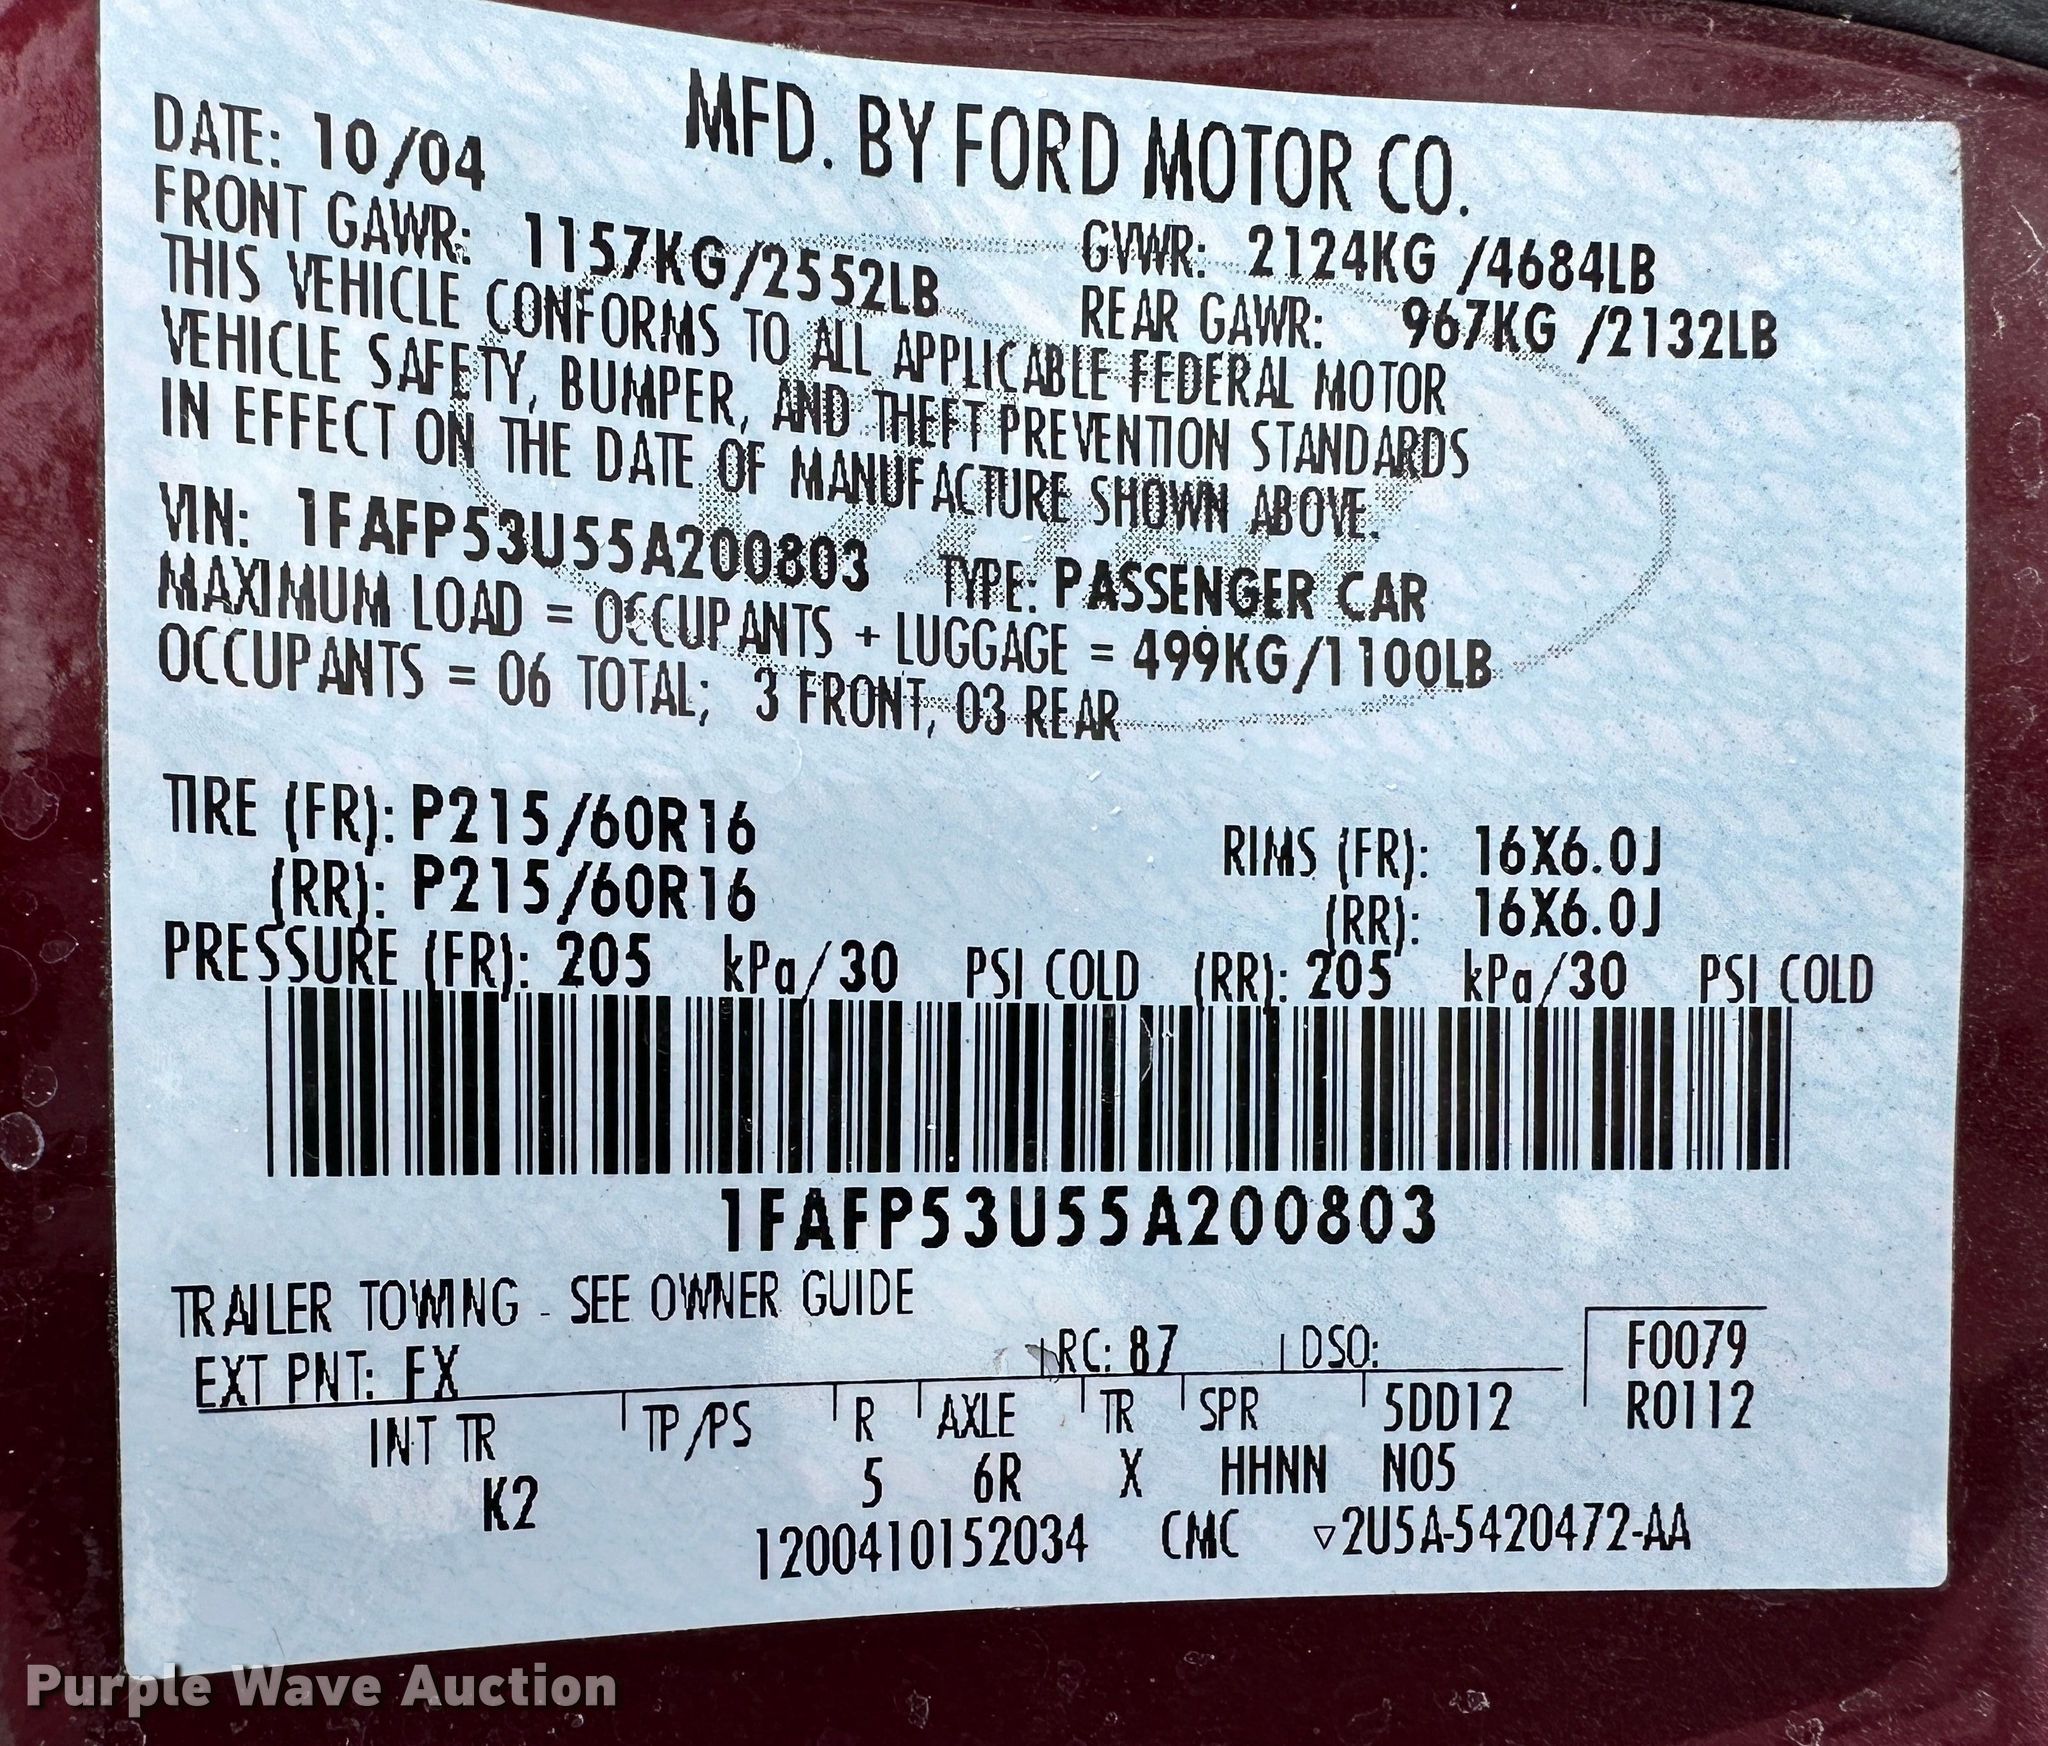 MFD. BY FORD MOTOR CO.
DATE: 10/04
FRONT GAWR: 1157KG/2552LB GVWR: 2124KG /4684LB
REAR GAWR: 967KG /2132LB
THIS VEHICLE CONFORMS TO ALL APPLICABLE FEDERAL MOTOR
VEHICLE SAFETY, BUMPER, AND THEFT PREVENTION STANDARDS
IN EFFECT ON THE DATE OF MANUFACTURE SHOWN ABOVE.
VIN: 1FAFP53U55A200803 TYPE: PASSENGER CAR
MAXIMUM LOAD = OCCUPANTS + LUGGAGE = 499KG/1100LB
OCCUPANTS = 06 TOTAL; 3 FRONT, 03 REAR
TIRE (FR): P215/60R16 RIMS (FR): 16X6.0J
(RR): P215/60R16 (RR): 16X6.0J
PRESSURE (FR): 205 kPa/30 PSI COLD (RR): 205 kPa/30 PSI COLD
1FAFP53U55A200803
TRAILER TOWING - SEE OWNER GUIDE
EXT PNT: FX RC: 87 DSO: F0079
INT TR TP/PS R AXLE TR SPR 5DD12 R0112
K2 5 6R X HHNN N05
1200410152034 CMC ▽2U5A-5420472-AA
Purple Wave Auction